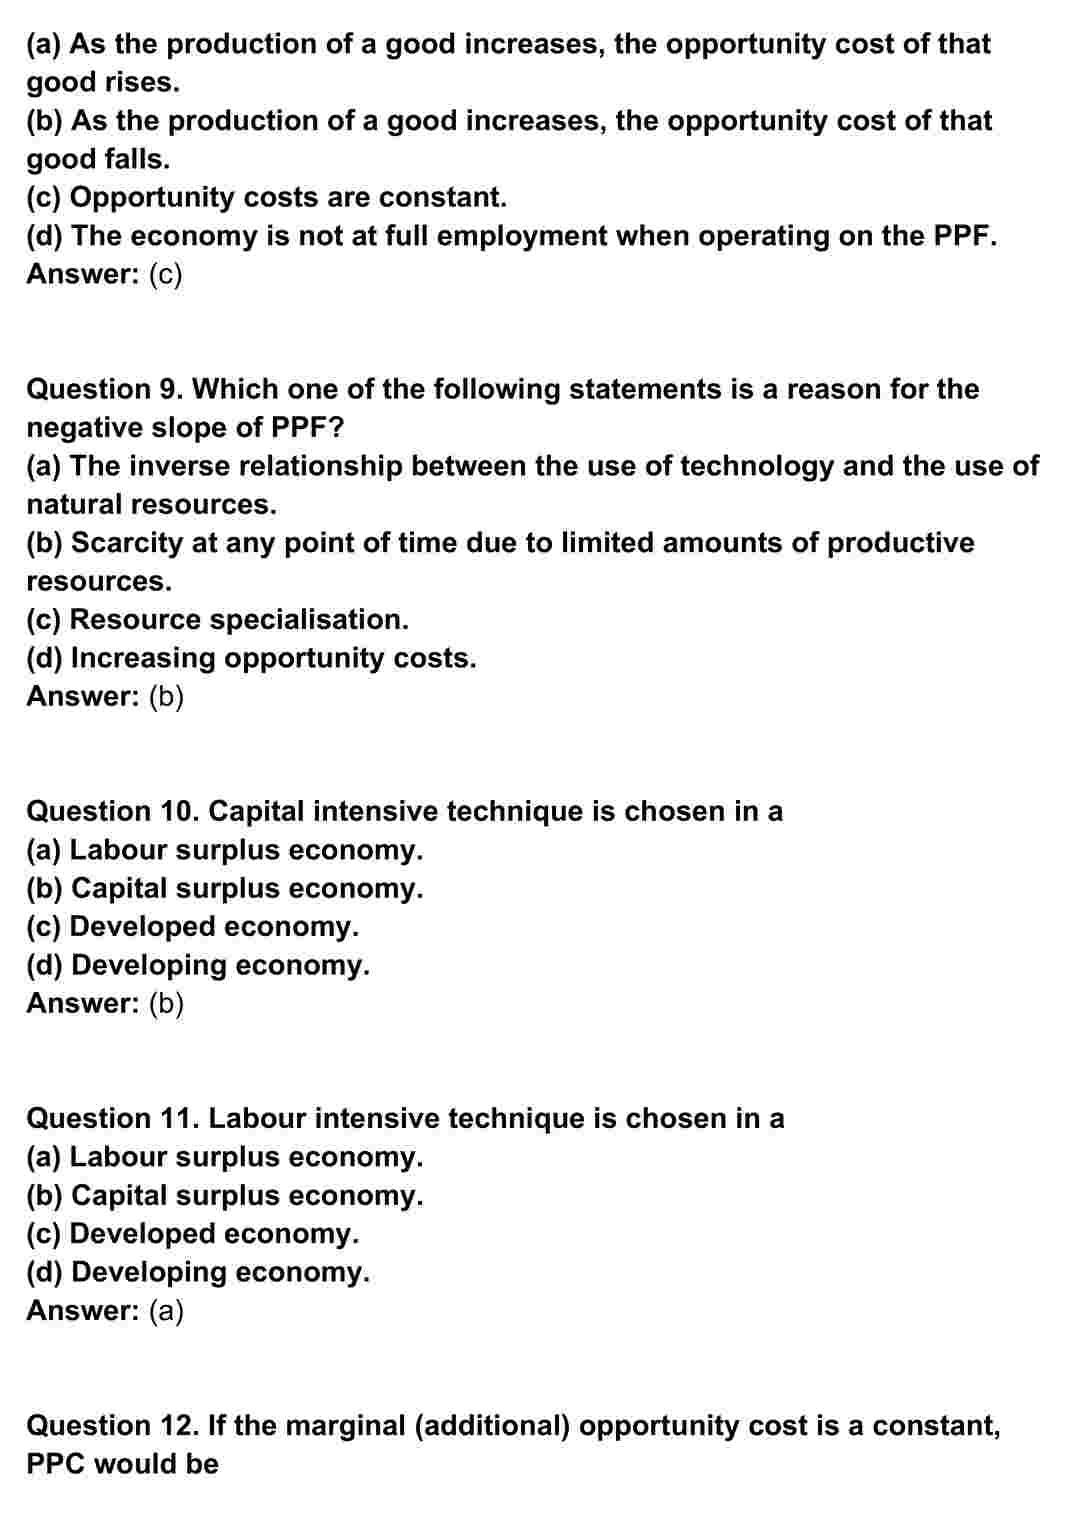 (a) As the production of a good increases, the opportunity cost of that
good rises.
(b) As the production of a good increases, the opportunity cost of that
good falls.
(c) Opportunity costs are constant.
(d) The economy is not at full employment when operating on the PPF.
Answer: (c)
Question 9. Which one of the following statements is a reason for the
negative slope of PPF?
(a) The inverse relationship between the use of technology and the use of
natural resources.
(b) Scarcity at any point of time due to limited amounts of productive
resources.
(c) Resource specialisation.
(d) Increasing opportunity costs.
Answer: (b)
Question 10. Capital intensive technique is chosen in a
(a) Labour surplus economy.
(b) Capital surplus economy.
(c) Developed economy.
(d) Developing economy.
Answer: (b)
Question 11. Labour intensive technique is chosen in a
(a) Labour surplus economy.
(b) Capital surplus economy.
(c) Developed economy.
(d) Developing economy.
Answer: (a)
Question 12. If the marginal (additional) opportunity cost is a constant,
PPC would be